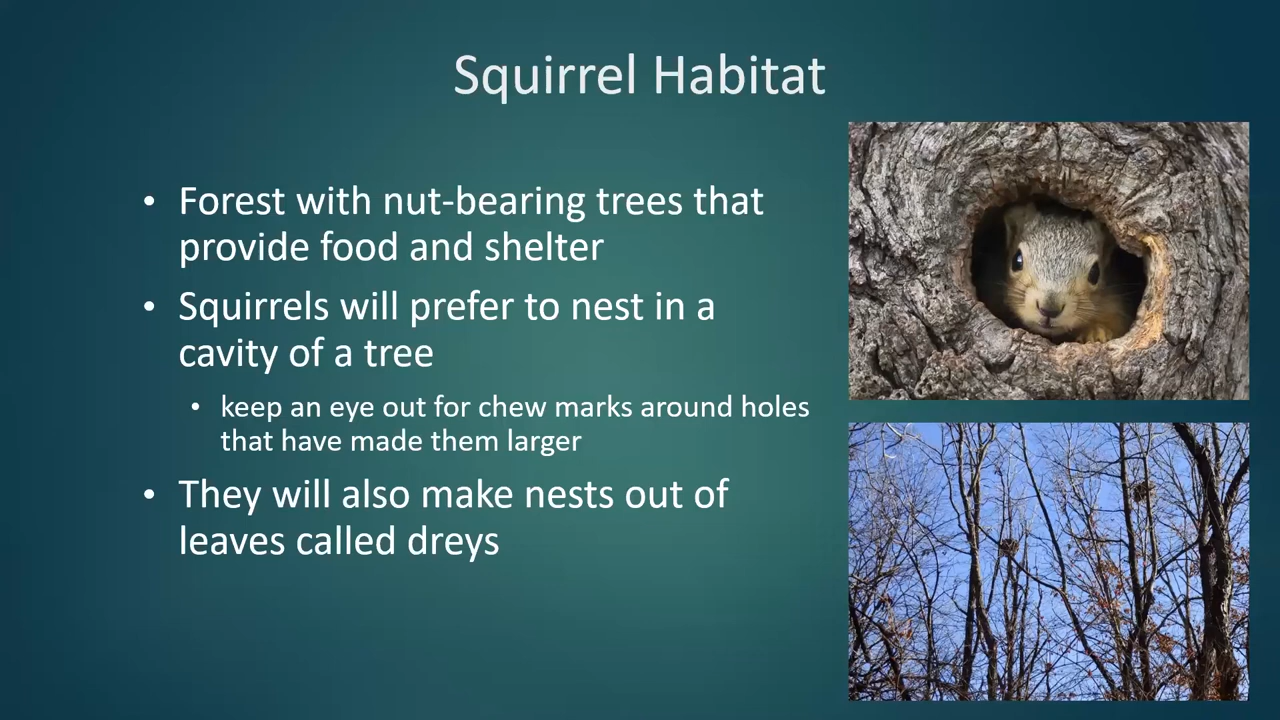 Squirrel Habitat
• Forest with nut-bearing trees that
provide food and shelter
• Squirrels will prefer to nest in a
cavity of a tree
• keep an eye out for chew marks around holes
that have made them larger
• They will also make nests out of
leaves called dreys